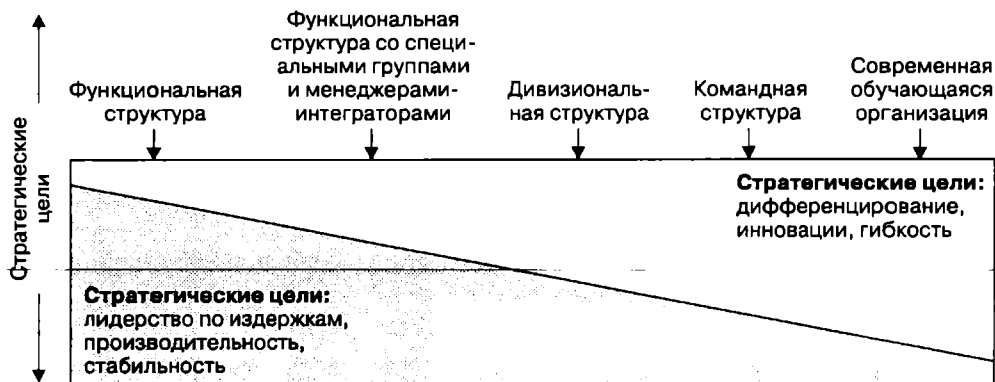 Стратегические
цели
Функциональная
структура
Функциональная
структура со специ-
альными группами
и менеджерами-
интеграторами
Дивизиональ-
ная структура
Командная
структура
Современная
обучающаяся
организация
Стратегические цели:
дифференцирование,
инновации, гибкость
Стратегические цели:
лидерство по издержкам,
производительность,
стабильность